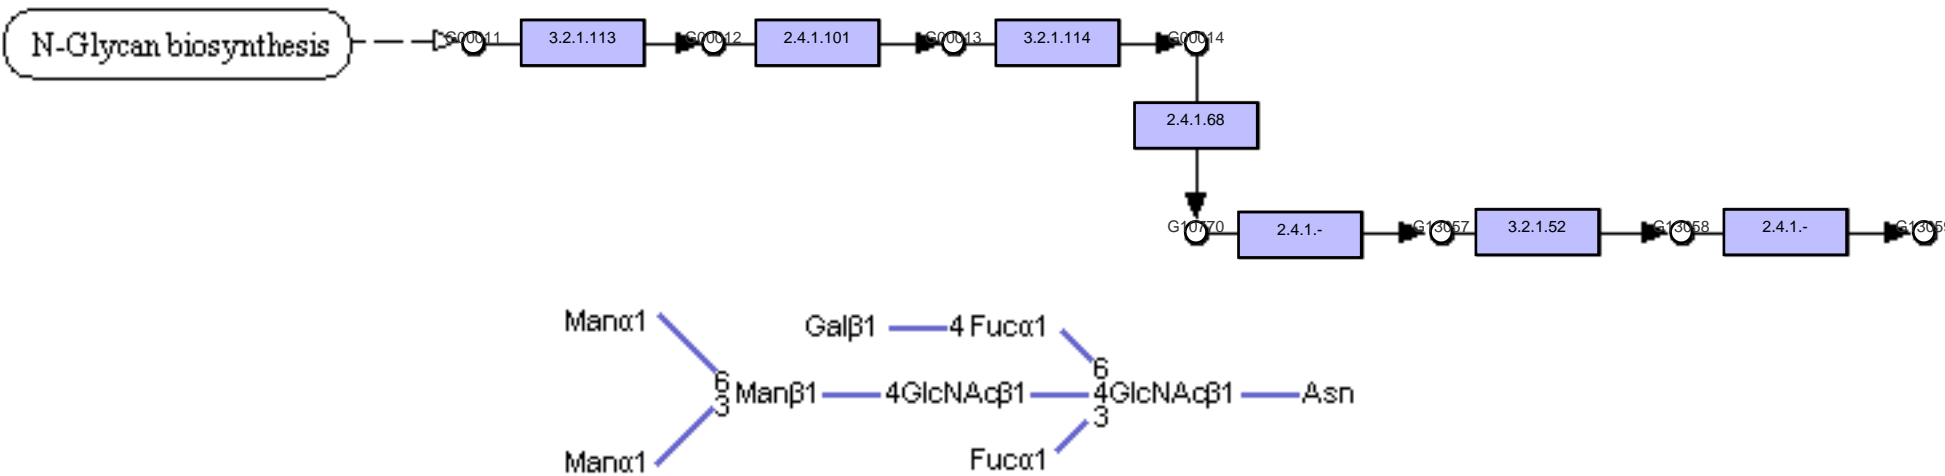 N-Glycan biosynthesis G00011 3.2.1.113 G00012 2.4.1.101 G00013 3.2.1.114 G00014
2.4.1.68
G10770 2.4.1.- G13057 3.2.1.52 G13058 2.4.1.- G13059
Manα1 Galβ1 4 Fucα1
6 6
Manβ1 4GlcNAcβ1 4GlcNAcβ1 Asn
3 3
Manα1 Fucα1